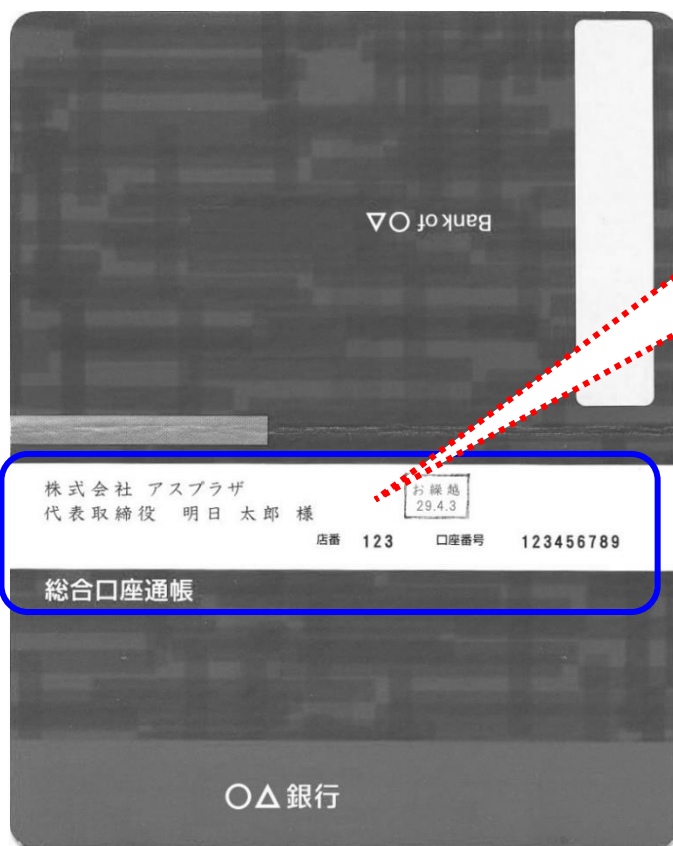 Bank of ○△
株式会社 アスプラザ
代表取締役 明日 太郎 様
お繰越
29.4.3
店番 123 口座番号 123456789
総合口座通帳
○△銀行